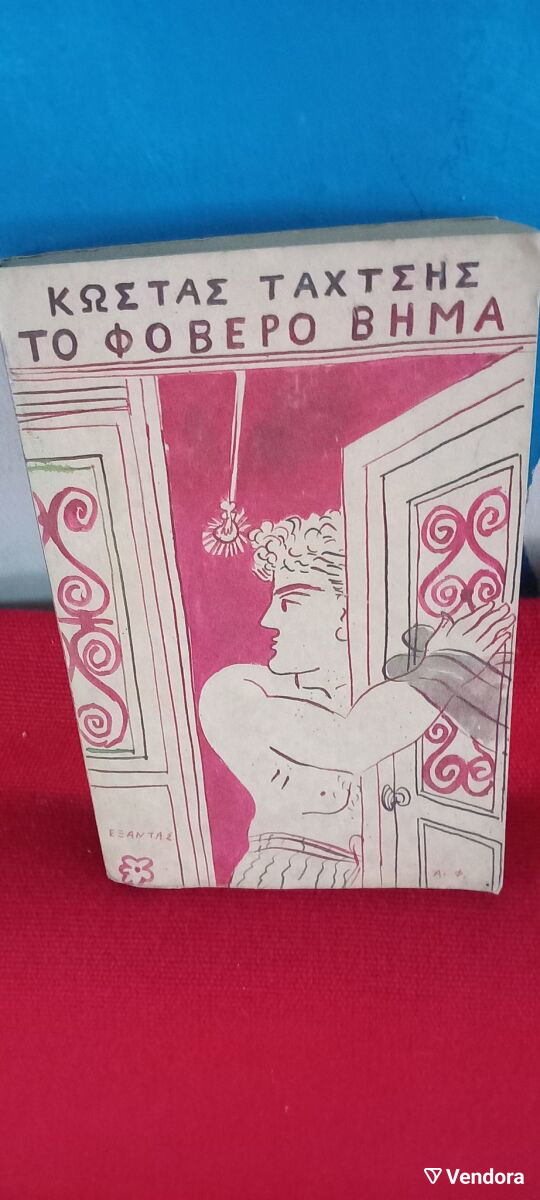 ΚΩΣΤΑΣ ΤΑΧΤΣΗΣ
ΤΟ ΦΟΒΕΡΟ ΒΗΜΑ
ΕΞΑΝΤΑΣ
Α. Φ.
Vendora